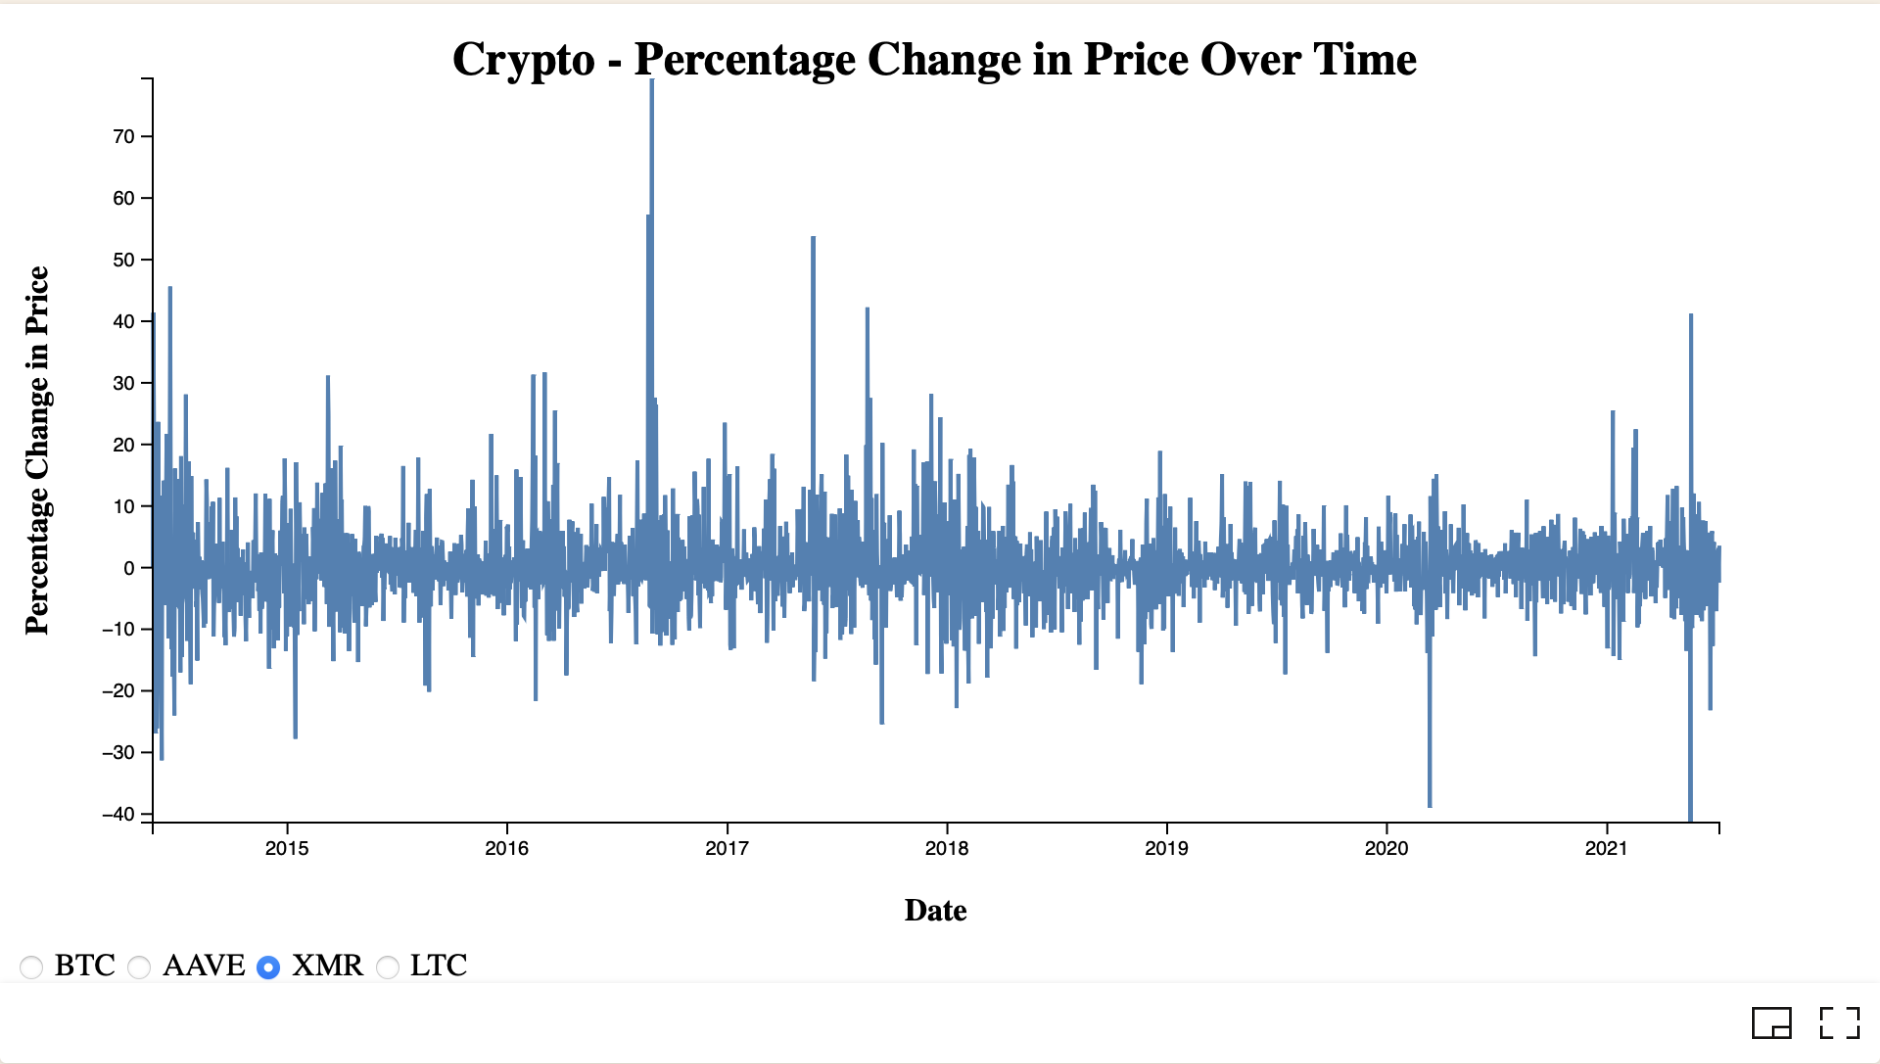 Crypto - Percentage Change in Price Over Time
Percentage Change in Price
70
60
50
40
30
20
10
0
−10
−20
−30
−40
2015 2016 2017 2018 2019 2020 2021
Date
BTC AAVE XMR LTC